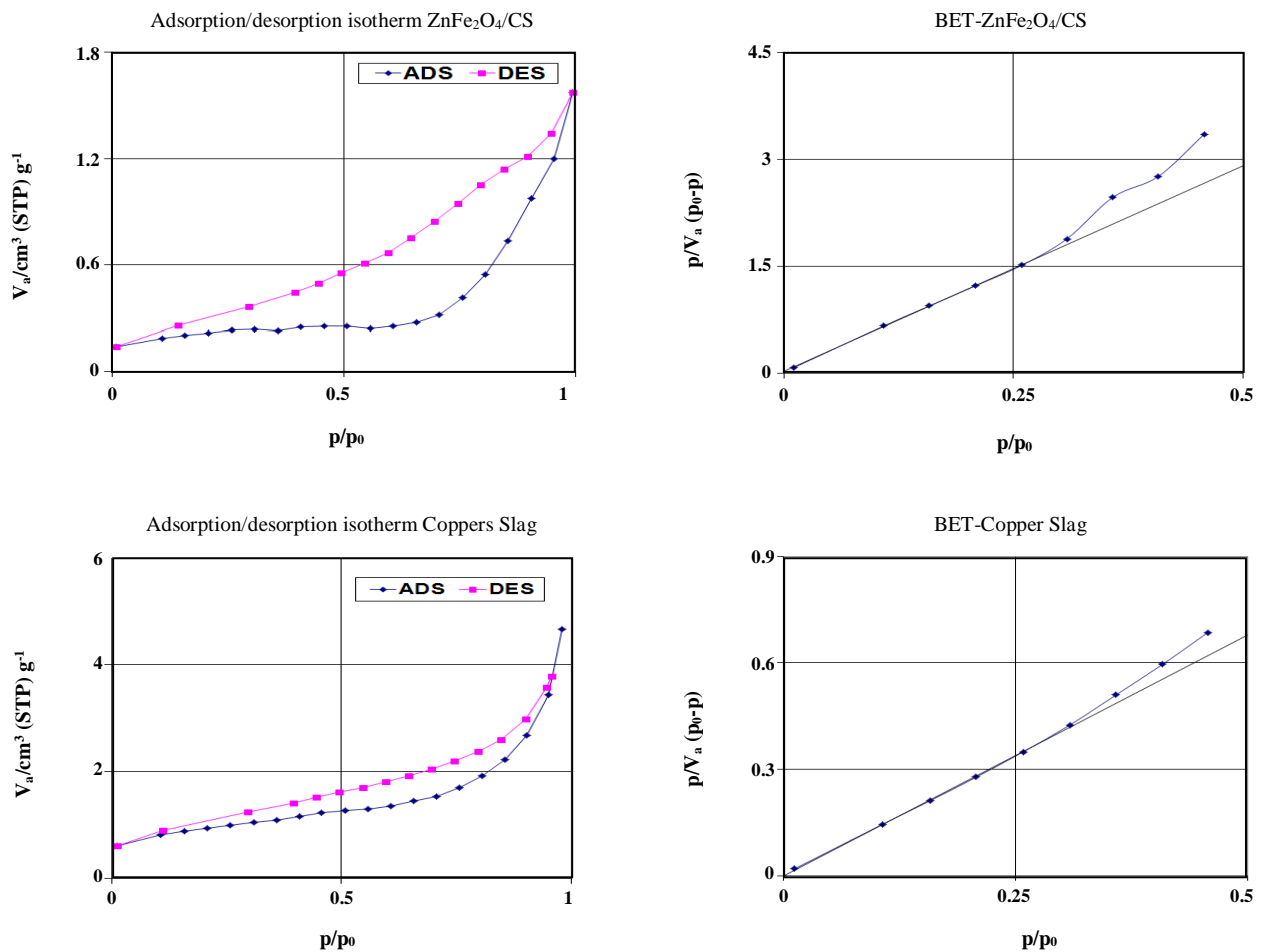 Adsorption/desorption isotherm ZnFe₂O₄/CS
1.8
ADS DES
1.2
0.6
0
0 0.5 1
Vₐ/cm³ (STP) g⁻¹
p/p₀
BET-ZnFe₂O₄/CS
4.5
3
1.5
0
0 0.25 0.5
p/Vₐ (p₀-p)
p/p₀
Adsorption/desorption isotherm Coppers Slag
6
ADS DES
4
2
0
0 0.5 1
Vₐ/cm³ (STP) g⁻¹
p/p₀
BET-Copper Slag
0.9
0.6
0.3
0
0 0.25 0.5
p/Vₐ (p₀-p)
p/p₀